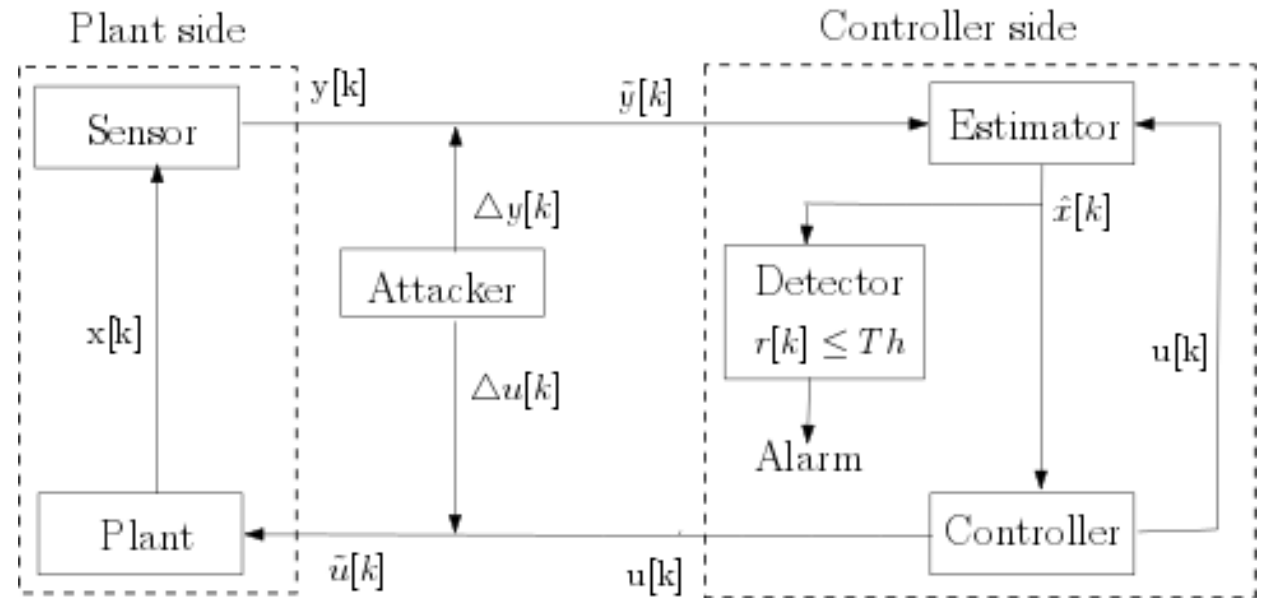 Plant side
Controller side
y[k]
ỹ[k]
Sensor
Estimator
△y[k]
x̂[k]
Attacker
Detector
r[k] ≤ Th
x[k]
u[k]
△u[k]
Alarm
Plant
Controller
ũ[k]
u[k]